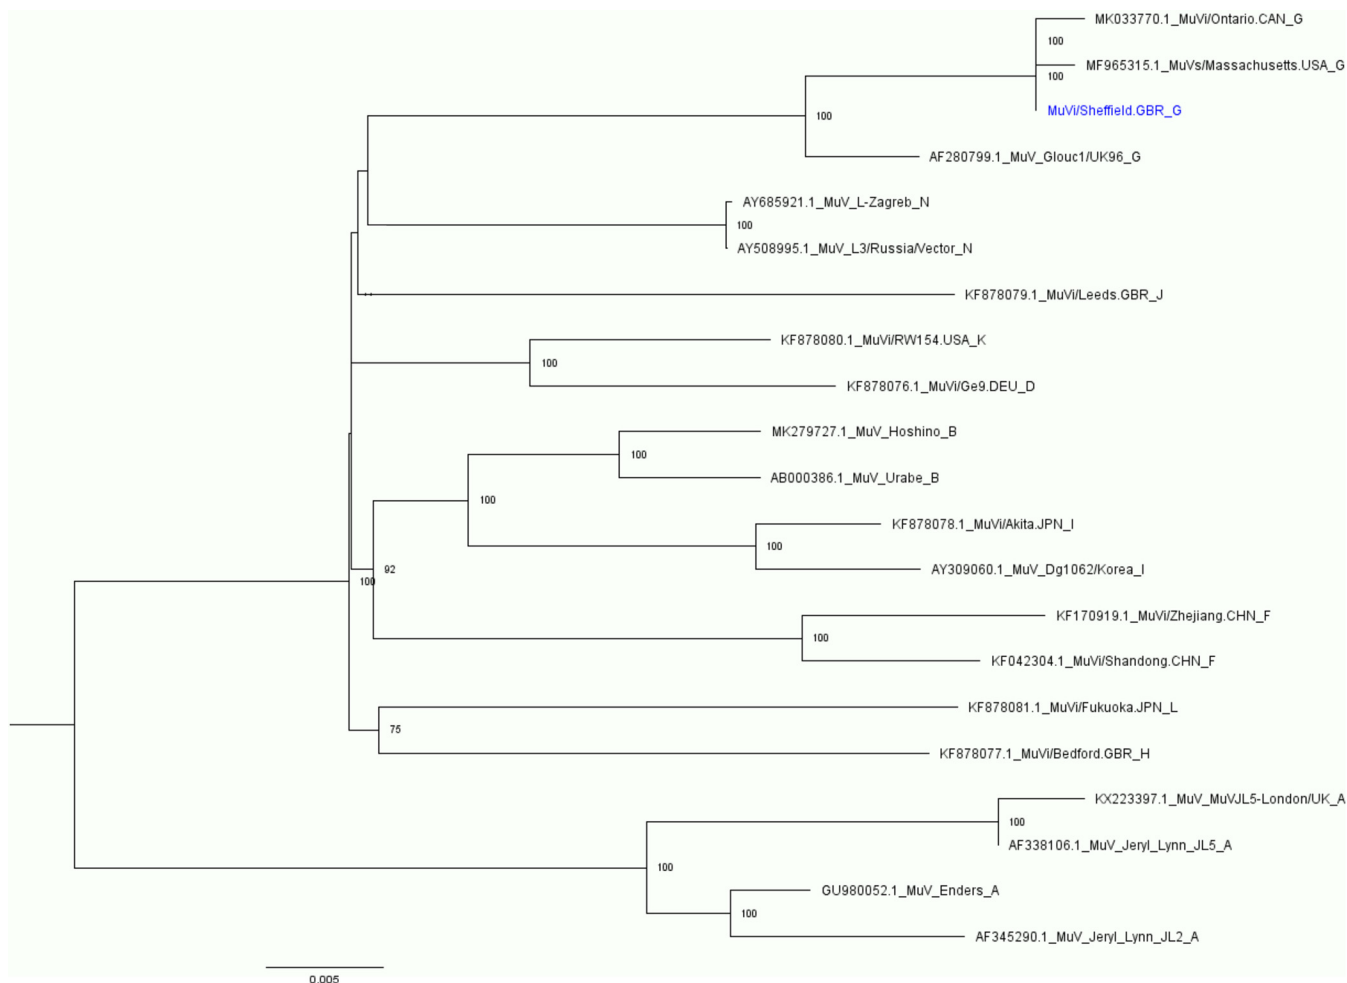 MK033770.1_MuVi/Ontario.CAN_G
100
MF965315.1_MuVs/Massachusetts.USA_G
100
MuVi/Sheffield.GBR_G
100
AF280799.1_MuV_Glouc1/UK96_G
AY685921.1_MuV_L-Zagreb_N
100
AY508995.1_MuV_L3/Russia/Vector_N
KF878079.1_MuVi/Leeds.GBR_J
KF878080.1_MuVi/RW154.USA_K
100
KF878076.1_MuVi/Ge9.DEU_D
MK279727.1_MuV_Hoshino_B
100
AB000386.1_MuV_Urabe_B
100
KF878078.1_MuVi/Akita.JPN_I
100
AY309060.1_MuV_Dg1062/Korea_I
92
100
KF170919.1_MuVi/Zhejiang.CHN_F
100
KF042304.1_MuVi/Shandong.CHN_F
KF878081.1_MuVi/Fukuoka.JPN_L
75
KF878077.1_MuVi/Bedford.GBR_H
KX223397.1_MuV_MuVJL5-London/UK_A
100
AF338106.1_MuV_Jeryl_Lynn_JL5_A
100
GU980052.1_MuV_Enders_A
100
AF345290.1_MuV_Jeryl_Lynn_JL2_A
0.005